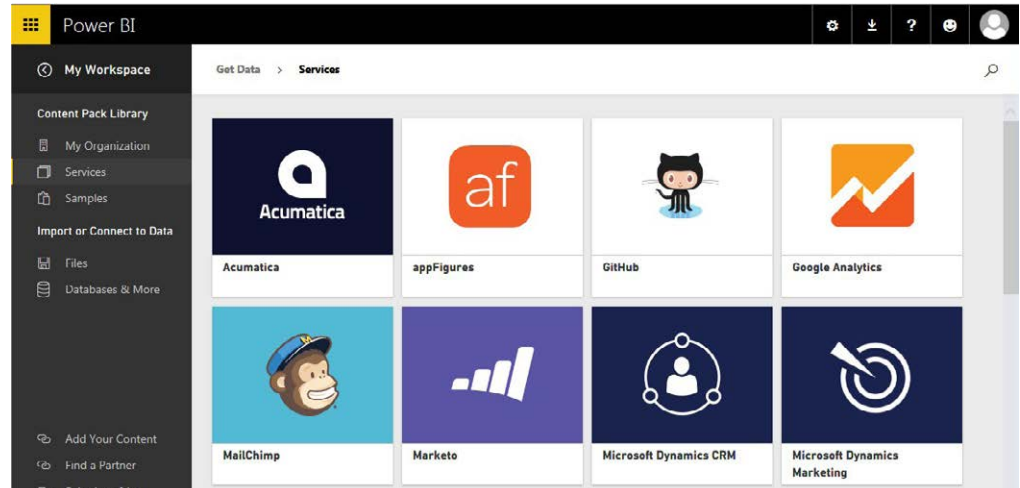 Power BI
?
My Workspace
Get Data > Services
Content Pack Library
My Organization
Services
Samples
Import or Connect to Data
Files
Databases & More
Add Your Content
Find a Partner
Acumatica
af
Acumatica
appFigures
GitHub
Google Analytics
MailChimp
Marketo
Microsoft Dynamics CRM
Microsoft Dynamics
Marketing